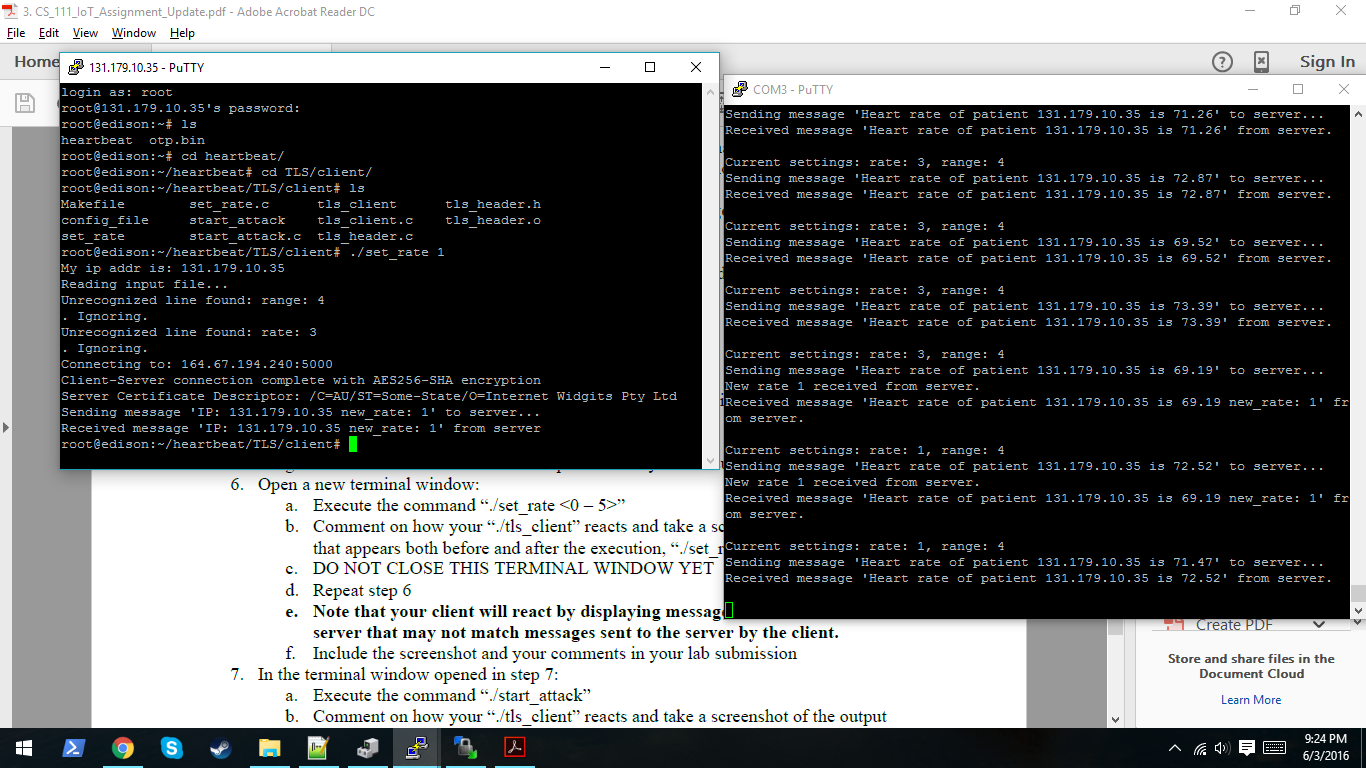 3. CS_111_IoT_Assignment_Update.pdf - Adobe Acrobat Reader DC
File Edit View Window Help
Home
Sign In
131.179.10.35 - PuTTY
login as: root
root@131.179.10.35's password:
root@edison:~# ls
heartbeat otp.bin
root@edison:~# cd heartbeat/
root@edison:~/heartbeat# cd TLS/client/
root@edison:~/heartbeat/TLS/client# ls
Makefile set_rate.c tls_client tls_header.h
config_file start_attack tls_client.c tls_header.o
set_rate start_attack.c tls_header.c
root@edison:~/heartbeat/TLS/client# ./set_rate 1
My ip addr is: 131.179.10.35
Reading input file...
Unrecognized line found: range: 4
. Ignoring.
Unrecognized line found: rate: 3
. Ignoring.
Connecting to: 164.67.194.240:5000
Client-Server connection complete with AES256-SHA encryption
Server Certificate Descriptor: /C=AU/ST=Some-State/O=Internet Widgits Pty Ltd
Sending message 'IP: 131.179.10.35 new_rate: 1' to server...
Received message 'IP: 131.179.10.35 new_rate: 1' from server
root@edison:~/heartbeat/TLS/client#
COM3 - PuTTY
Sending message 'Heart rate of patient 131.179.10.35 is 71.26' to server...
Received message 'Heart rate of patient 131.179.10.35 is 71.26' from server.
Current settings: rate: 3, range: 4
Sending message 'Heart rate of patient 131.179.10.35 is 72.87' to server...
Received message 'Heart rate of patient 131.179.10.35 is 72.87' from server.
Current settings: rate: 3, range: 4
Sending message 'Heart rate of patient 131.179.10.35 is 69.52' to server...
Received message 'Heart rate of patient 131.179.10.35 is 69.52' from server.
Current settings: rate: 3, range: 4
Sending message 'Heart rate of patient 131.179.10.35 is 73.39' to server...
Received message 'Heart rate of patient 131.179.10.35 is 73.39' from server.
Current settings: rate: 3, range: 4
Sending message 'Heart rate of patient 131.179.10.35 is 69.19' to server...
New rate 1 received from server.
Received message 'Heart rate of patient 131.179.10.35 is 69.19 new_rate: 1' fr
om server.
Current settings: rate: 1, range: 4
Sending message 'Heart rate of patient 131.179.10.35 is 72.52' to server...
New rate 1 received from server.
Received message 'Heart rate of patient 131.179.10.35 is 69.19 new_rate: 1' fr
om server.
Current settings: rate: 1, range: 4
Sending message 'Heart rate of patient 131.179.10.35 is 71.47' to server...
Received message 'Heart rate of patient 131.179.10.35 is 72.52' from server.
6. Open a new terminal window:
a. Execute the command “./set_rate <0 – 5>”
b. Comment on how your “./tls_client” reacts and take a sc
that appears both before and after the execution, “./set_r
c. DO NOT CLOSE THIS TERMINAL WINDOW YET
d. Repeat step 6
e. Note that your client will react by displaying messag
server that may not match messages sent to the server by the client.
f. Include the screenshot and your comments in your lab submission
7. In the terminal window opened in step 7:
a. Execute the command “./start_attack”
b. Comment on how your “./tls_client” reacts and take a screenshot of the output
Create PDF
Store and share files in the
Document Cloud
Learn More
9:24 PM
6/3/2016